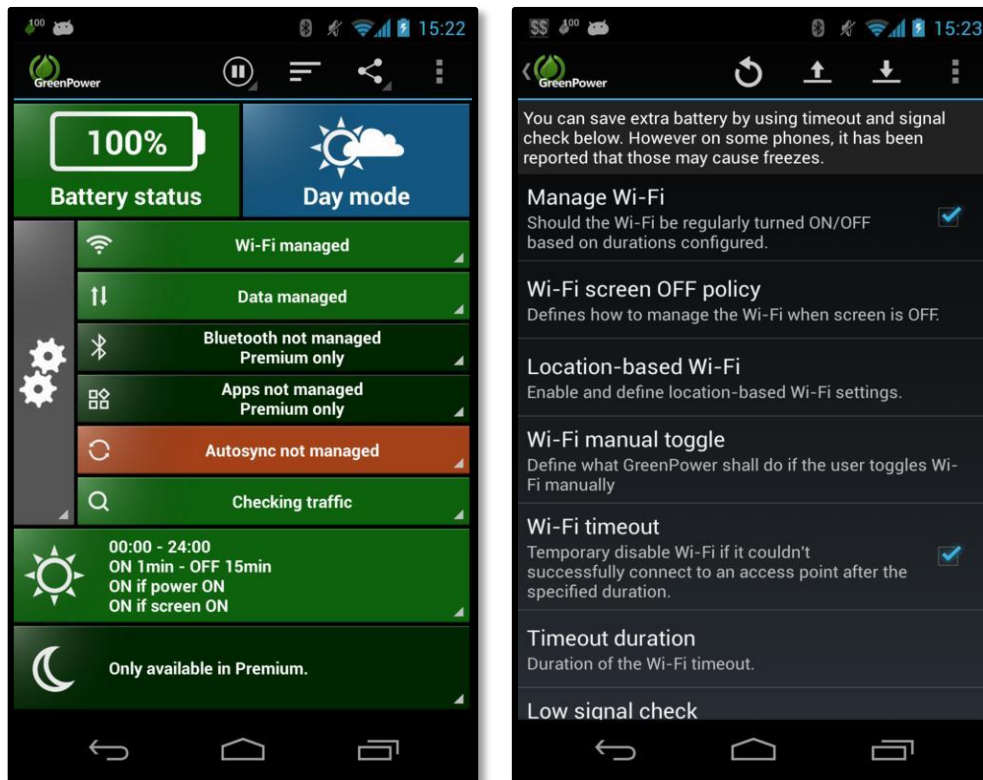 100
15:22
GreenPower
100%
Battery status
Day mode
Wi-Fi managed
Data managed
Bluetooth not managed
Premium only
Apps not managed
Premium only
Autosync not managed
Checking traffic
00:00 - 24:00
ON 1min - OFF 15min
ON if power ON
ON if screen ON
Only available in Premium.
$$ 100
15:23
GreenPower
You can save extra battery by using timeout and signal
check below. However on some phones, it has been
reported that those may cause freezes.
Manage Wi-Fi
Should the Wi-Fi be regularly turned ON/OFF
based on durations configured.
Wi-Fi screen OFF policy
Defines how to manage the Wi-Fi when screen is OFF.
Location-based Wi-Fi
Enable and define location-based Wi-Fi settings.
Wi-Fi manual toggle
Define what GreenPower shall do if the user toggles Wi-
Fi manually
Wi-Fi timeout
Temporary disable Wi-Fi if it couldn't
successfully connect to an access point after the
specified duration.
Timeout duration
Duration of the Wi-Fi timeout.
Low signal check